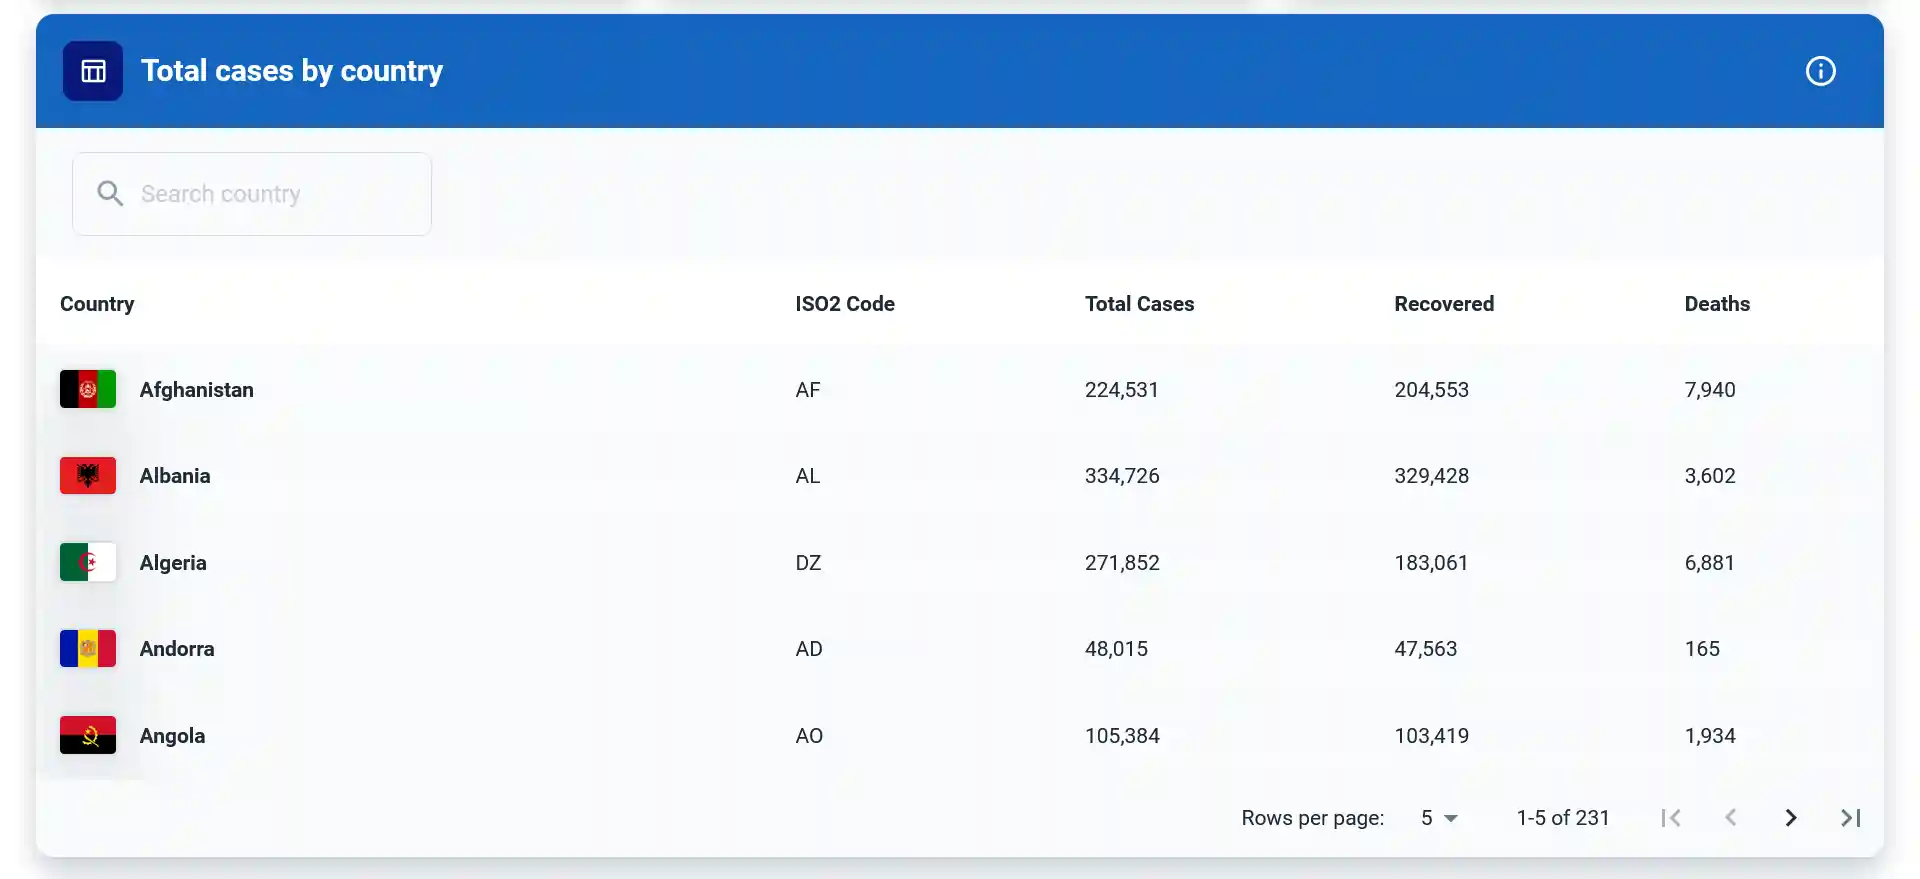 Total cases by country
Search country
Country ISO2 Code Total Cases Recovered Deaths
Afghanistan AF 224,531 204,553 7,940
Albania AL 334,726 329,428 3,602
Algeria DZ 271,852 183,061 6,881
Andorra AD 48,015 47,563 165
Angola AO 105,384 103,419 1,934
Rows per page: 5 1-5 of 231